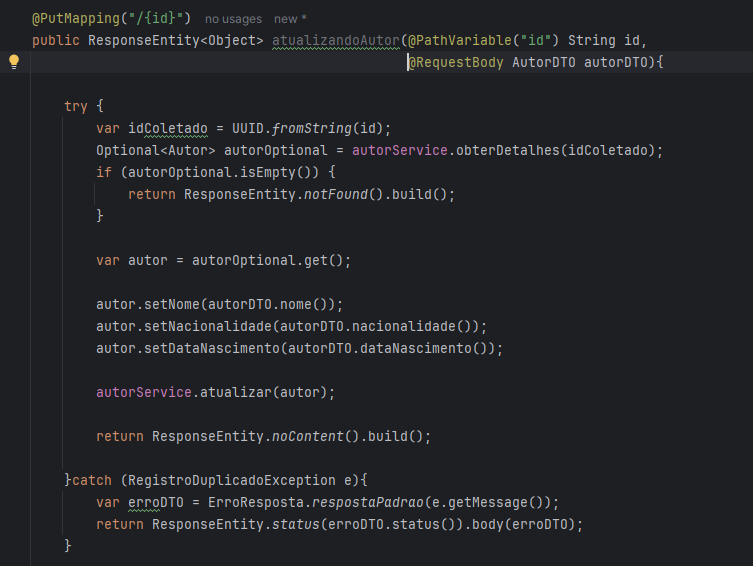 @PutMapping("/{id}") no usages new *
public ResponseEntity<Object> atualizandoAutor(@PathVariable("id") String id,
@RequestBody AutorDTO autorDTO){
try {
var idColetado = UUID.fromString(id);
Optional<Autor> autorOptional = autorService.obterDetalhes(idColetado);
if (autorOptional.isEmpty()) {
return ResponseEntity.notFound().build();
}
var autor = autorOptional.get();
autor.setNome(autorDTO.nome());
autor.setNacionalidade(autorDTO.nacionalidade());
autor.setDataNascimento(autorDTO.dataNascimento());
autorService.atualizar(autor);
return ResponseEntity.noContent().build();
}catch (RegistroDuplicadoException e){
var erroDTO = ErroResposta.respostaPadrao(e.getMessage());
return ResponseEntity.status(erroDTO.status()).body(erroDTO);
}